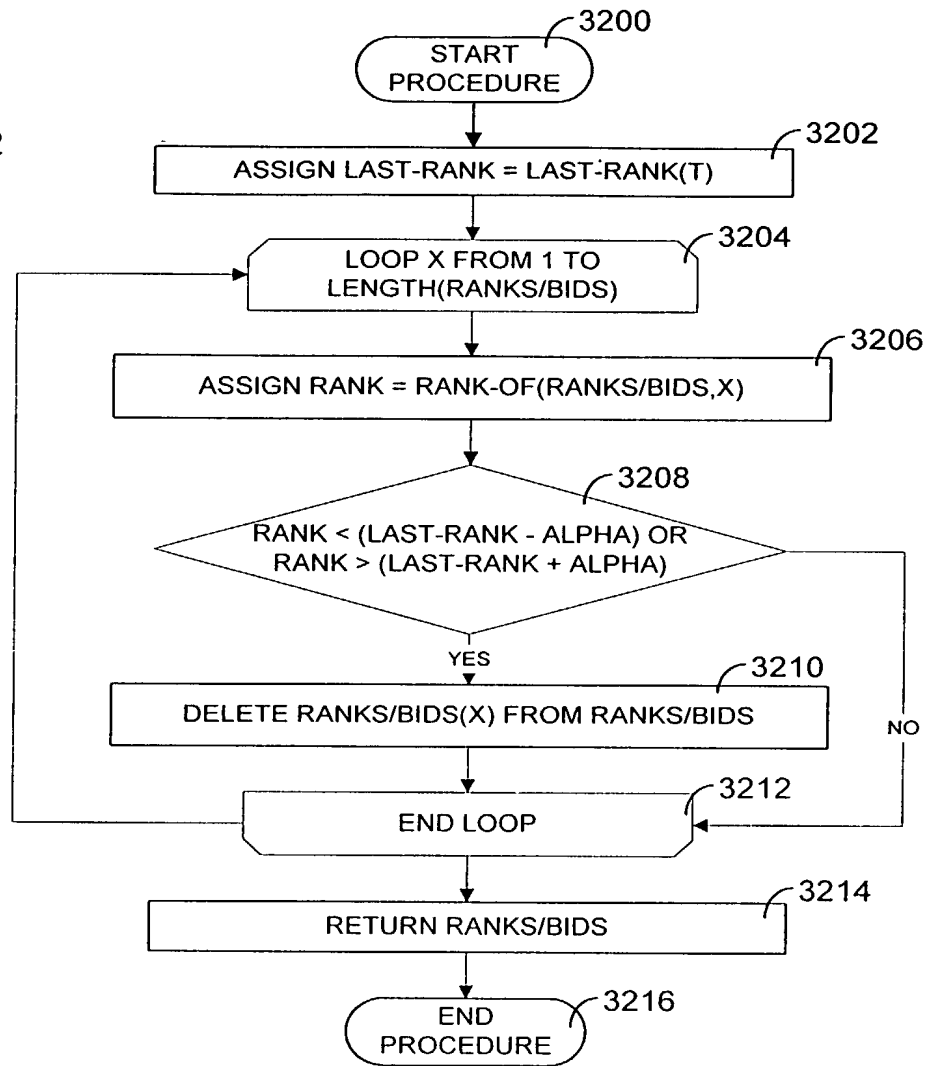 3200
START
PROCEDURE
2
3202
ASSIGN LAST-RANK = LAST-RANK(T)
3204
LOOP X FROM 1 TO
LENGTH(RANKS/BIDS)
3206
ASSIGN RANK = RANK-OF(RANKS/BIDS,X)
3208
RANK < (LAST-RANK - ALPHA) OR
RANK > (LAST-RANK + ALPHA)
YES
3210
DELETE RANKS/BIDS(X) FROM RANKS/BIDS
NO
3212
END LOOP
3214
RETURN RANKS/BIDS
3216
END
PROCEDURE